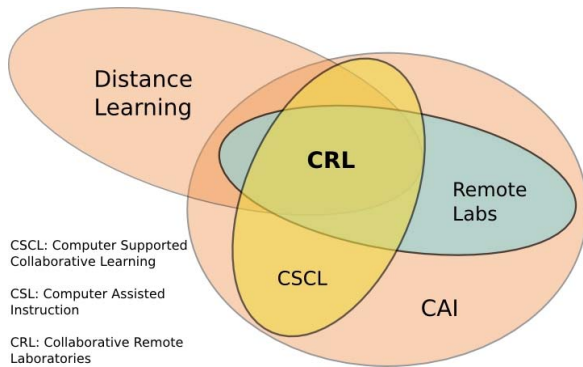 Distance
Learning
CRL
Remote
Labs
CSCL
CAI
CSCL: Computer Supported
Collaborative Learning
CSL: Computer Assisted
Instruction
CRL: Collaborative Remote
Laboratories